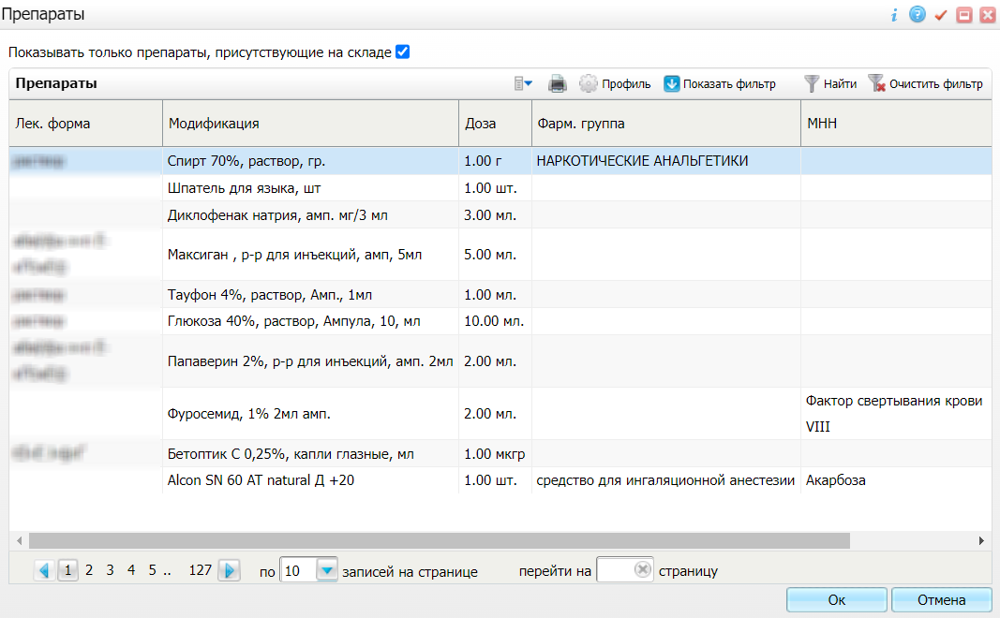 Препараты
Показывать только препараты, присутствующие на складе
Препараты Профиль Показать фильтр Найти Очистить фильтр
Лек. форма Модификация Доза Фарм. группа МНН
Спирт 70%, раствор, гр. 1.00 г НАРКОТИЧЕСКИЕ АНАЛЬГЕТИКИ
Шпатель для языка, шт 1.00 шт.
Диклофенак натрия, амп. мг/3 мл 3.00 мл.
Максиган , р-р для инъекций, амп, 5мл 5.00 мл.
Тауфон 4%, раствор, Амп., 1мл 1.00 мл.
Глюкоза 40%, раствор, Ампула, 10, мл 10.00 мл.
Папаверин 2%, р-р для инъекций, амп. 2мл 2.00 мл.
Фуросемид, 1% 2мл амп. 2.00 мл. Фактор свертывания крови
VIII
Бетоптик С 0,25%, капли глазные, мл 1.00 мкгр
Alcon SN 60 AT natural Д +20 1.00 шт. средство для ингаляционной анестезии Акарбоза
1 2 3 4 5 .. 127 по 10 записей на странице перейти на страницу
Ок Отмена